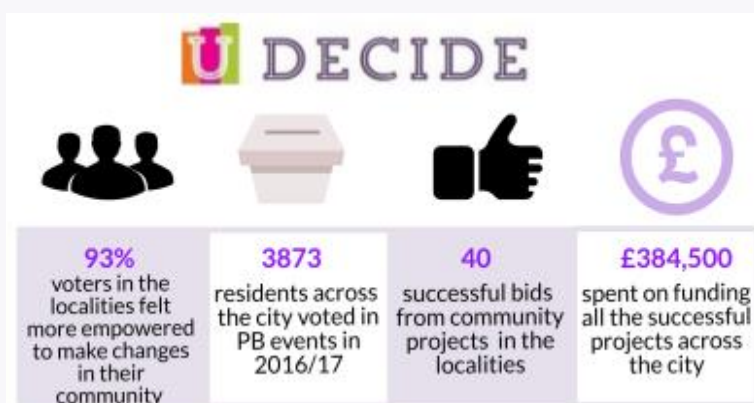 U DECIDE
£
93%
voters in the
localities felt
more empowered
to make changes
in their
community
3873
residents across
the city voted in
PB events in
2016/17
40
successful bids
from community
projects in the
localities
£384,500
spent on funding
all the successful
projects across
the city